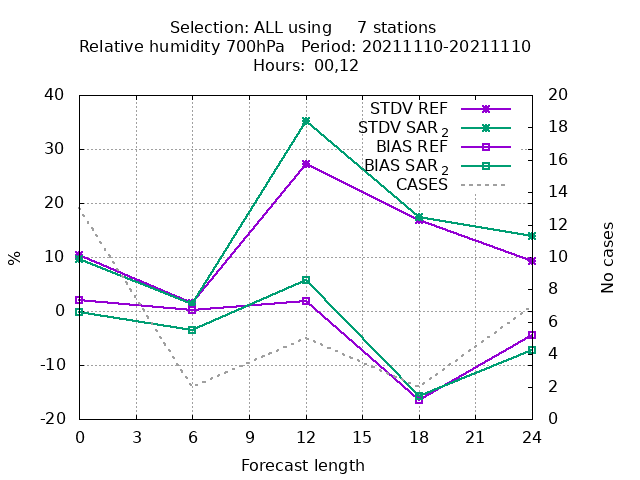 Selection: ALL using 7 stations
Relative humidity 700hPa Period: 20211110-20211110
Hours: 00,12
40
30
20
10
0
-10
-20
%
20
18
16
14
12
10
8
6
4
2
0
No cases
STDV REF
STDV SAR 2
BIAS REF
BIAS SAR 2
CASES
0 3 6 9 12 15 18 21 24
Forecast length